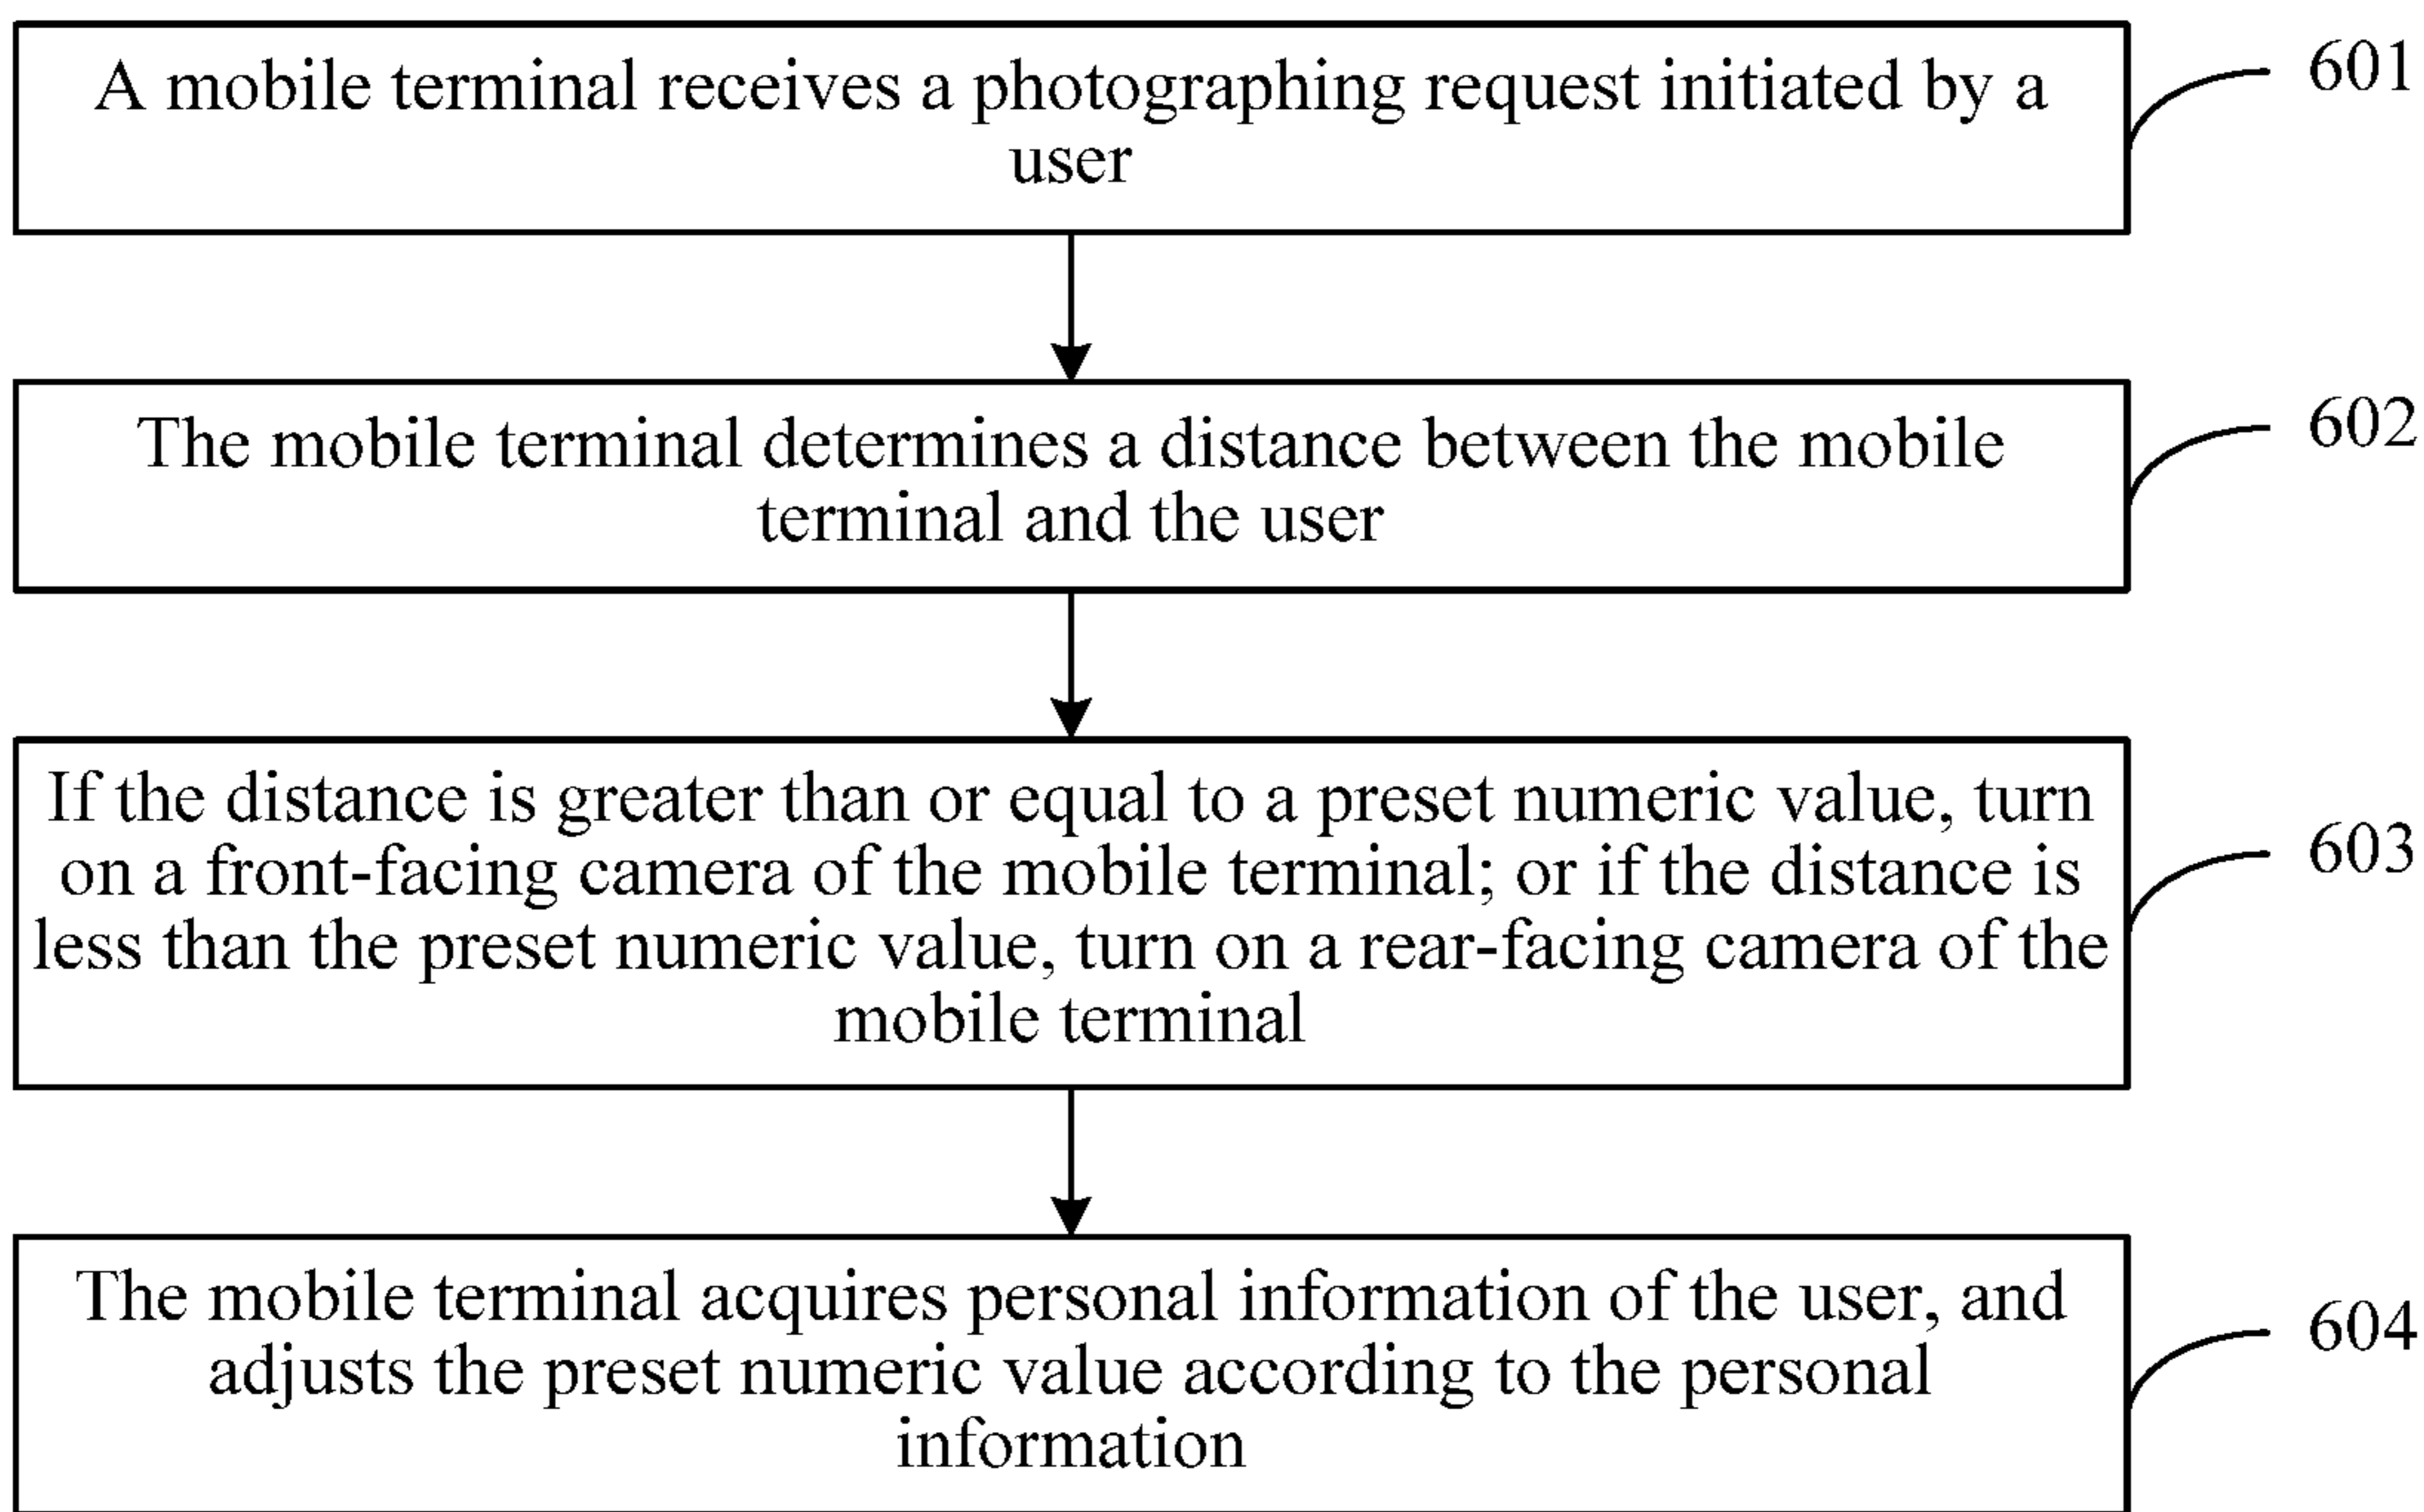 A mobile terminal receives a photographing request initiated by a
user
601
The mobile terminal determines a distance between the mobile
terminal and the user
602
If the distance is greater than or equal to a preset numeric value, turn
on a front-facing camera of the mobile terminal; or if the distance is
less than the preset numeric value, turn on a rear-facing camera of the
mobile terminal
603
The mobile terminal acquires personal information of the user, and
adjusts the preset numeric value according to the personal
information
604